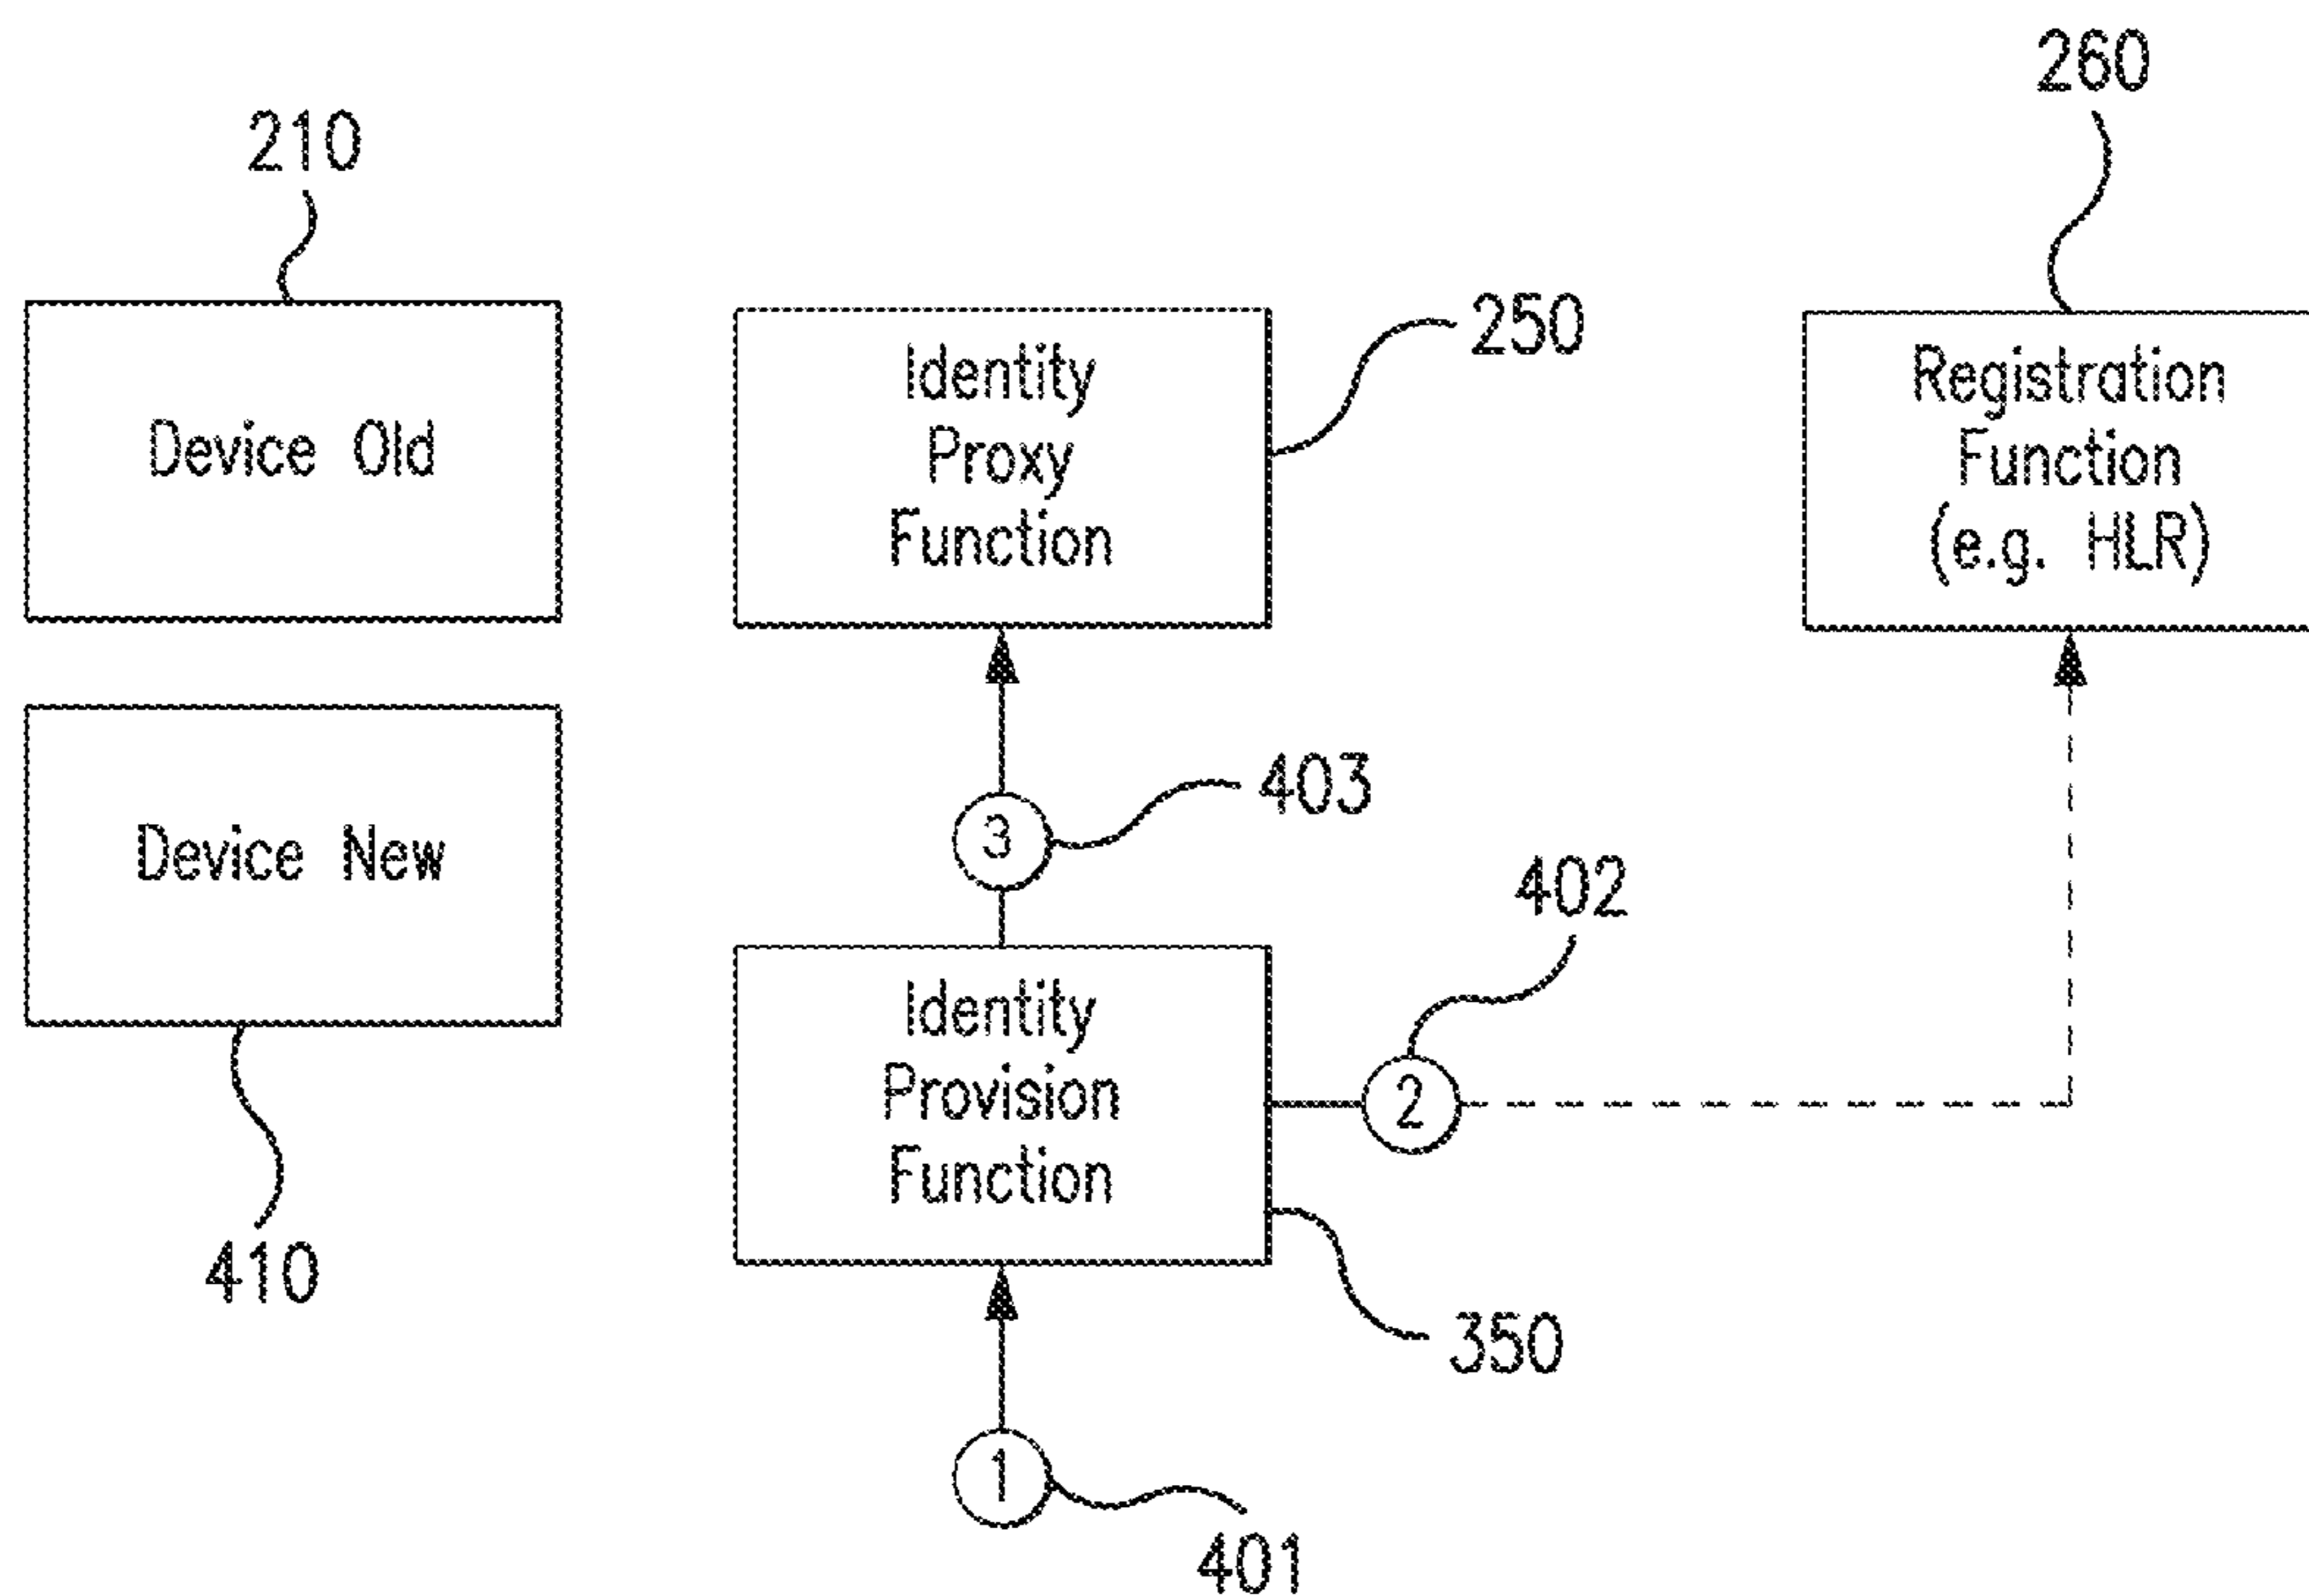 260
210
250
Device Old
Identity
Proxy
Function
Registration
Function
(e.g. HLR)
403
3
Device New
402
Identity
Provision
Function
2
410
350
1
401